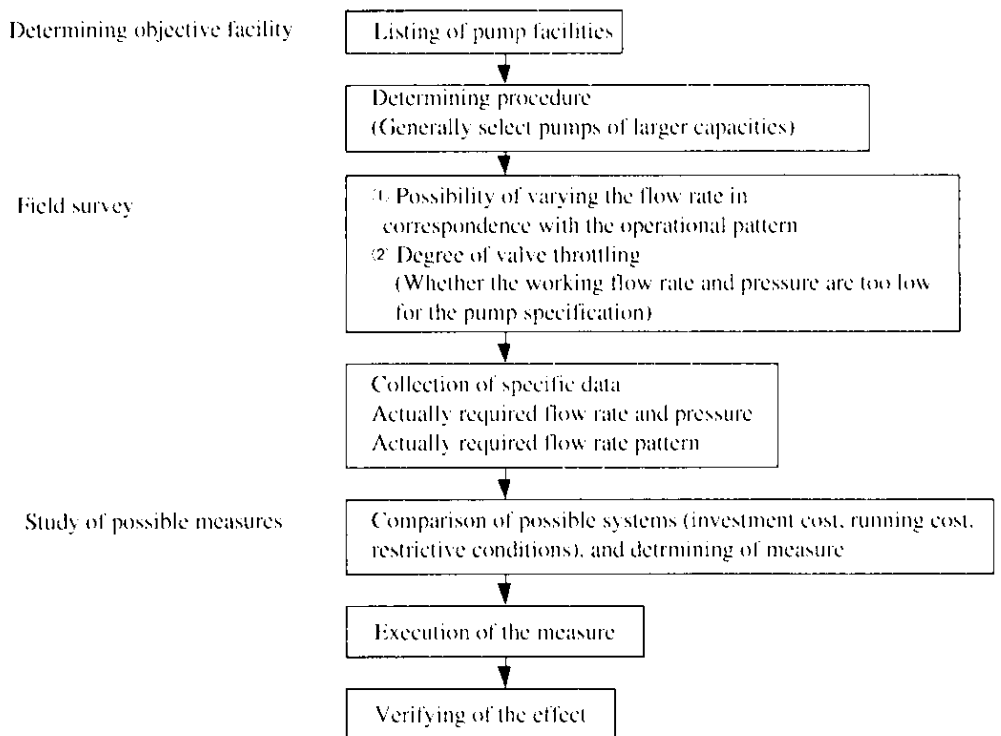 Determining objective facility
Listing of pump facilities
Determining procedure
(Generally select pumps of larger capacities)
Field survey
(1) Possibility of varying the flow rate in
correspondence with the operational pattern
(2) Degree of valve throttling
(Whether the working flow rate and pressure are too low
for the pump specification)
Collection of specific data
Actually required flow rate and pressure
Actually required flow rate pattern
Study of possible measures
Comparison of possible systems (investment cost, running cost,
restrictive conditions), and detrmining of measure
Execution of the measure
Verifying of the effect